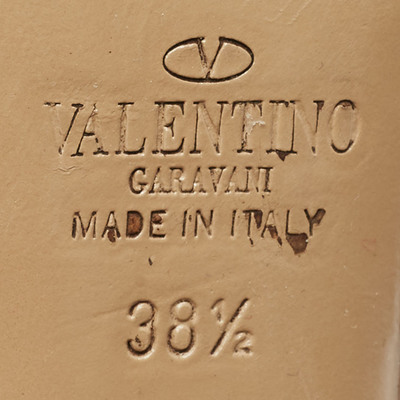 V
VALENTINO
GARAVANI
MADE IN ITALY
38½